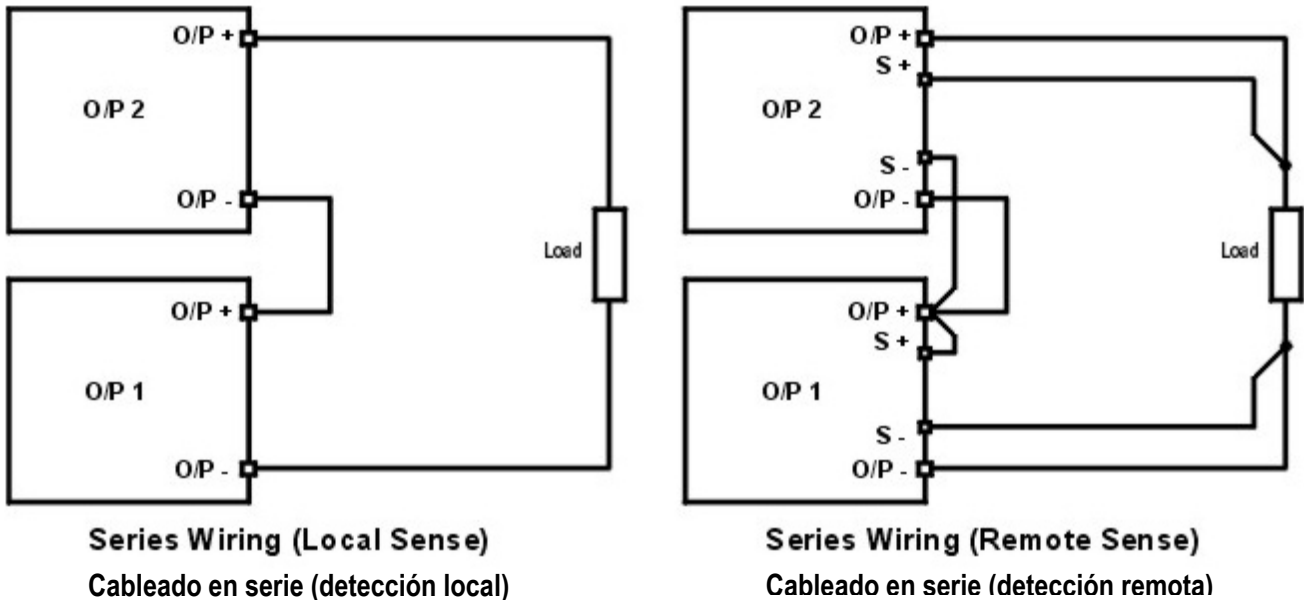 O/P +
O/P 2
O/P -
O/P +
O/P 1
O/P -
Load
Series Wiring (Local Sense)
Cableado en serie (detección local)
O/P +
S +
O/P 2
S -
O/P -
O/P +
S +
O/P 1
S -
O/P -
Load
Series Wiring (Remote Sense)
Cableado en serie (detección remota)